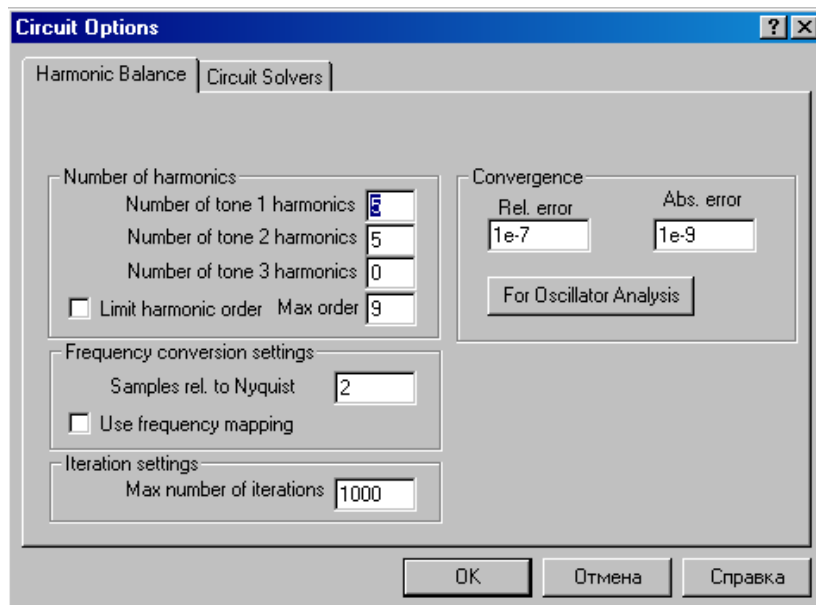 Circuit Options
Harmonic Balance
Circuit Solvers
Number of harmonics
Number of tone 1 harmonics 5
Number of tone 2 harmonics 5
Number of tone 3 harmonics 0
Limit harmonic order Max order 9
Convergence
Rel. error
Abs. error
1e-7
1e-9
For Oscillator Analysis
Frequency conversion settings
Samples rel. to Nyquist 2
Use frequency mapping
Iteration settings
Max number of iterations 1000
OK
Отмена
Справка